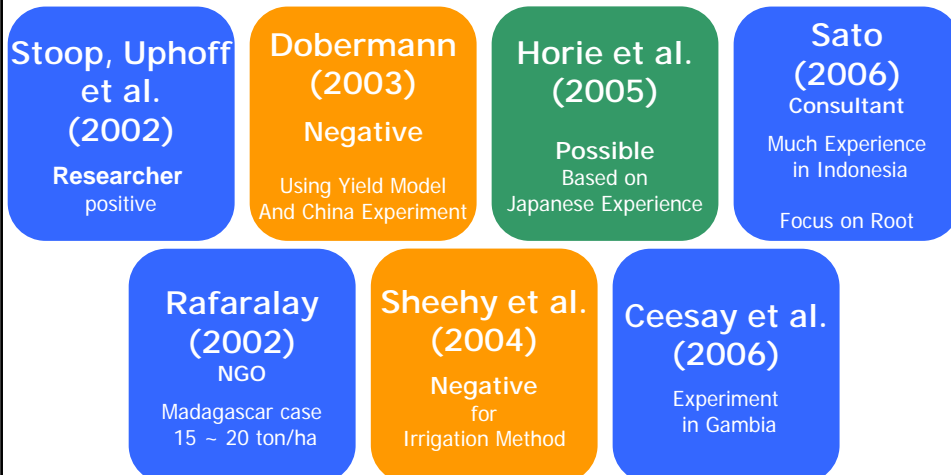 Stoop, Uphoff
et al.
(2002)
Researcher
positive
Dobermann
(2003)
Negative
Using Yield Model
And China Experiment
Horie et al.
(2005)
Possible
Based on
Japanese Experience
Sato
(2006)
Consultant
Much Experience
in Indonesia
Focus on Root
Rafaralay
(2002)
NGO
Madagascar case
15 ~ 20 ton/ha
Sheehy et al.
(2004)
Negative
for
Irrigation Method
Ceesay et al.
(2006)
Experiment
in Gambia